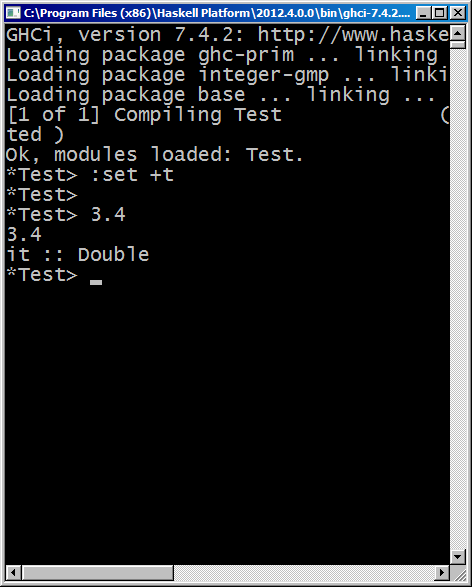 C:\Program Files (x86)\Haskell Platform\2012.4.0.0\bin\ghci-7.4.2....
GHCi, version 7.4.2: http://www.haske
Loading package ghc-prim ... linking
Loading package integer-gmp ... linki
Loading package base ... linking ...
[1 of 1] Compiling Test             (
ted )
Ok, modules loaded: Test.
*Test> :set +t
*Test>
*Test> 3.4
3.4
it :: Double
*Test> _